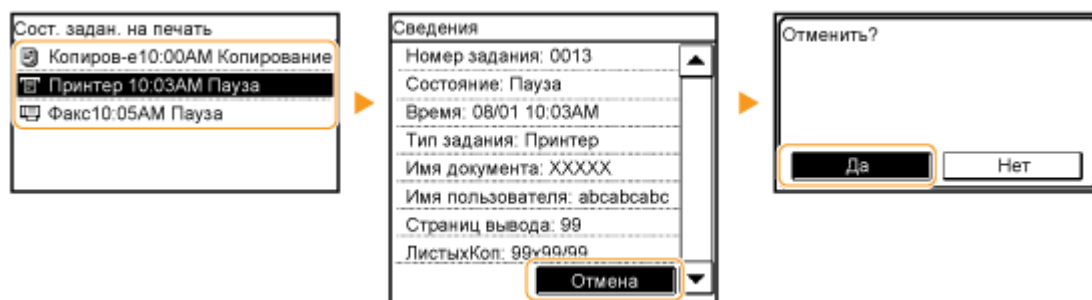 Сост. задан. на печать
Копиров-е10:00AM Копирование
Принтер 10:03AM Пауза
Факс10:05AM Пауза
Сведения
Номер задания: 0013
Состояние: Пауза
Время: 08/01 10:03AM
Тип задания: Принтер
Имя документа: XXXXX
Имя пользователя: abcabcabc
Страниц вывода: 99
ЛистыxКоп: 99x99/99
Отмена
Отменить?
Да
Нет